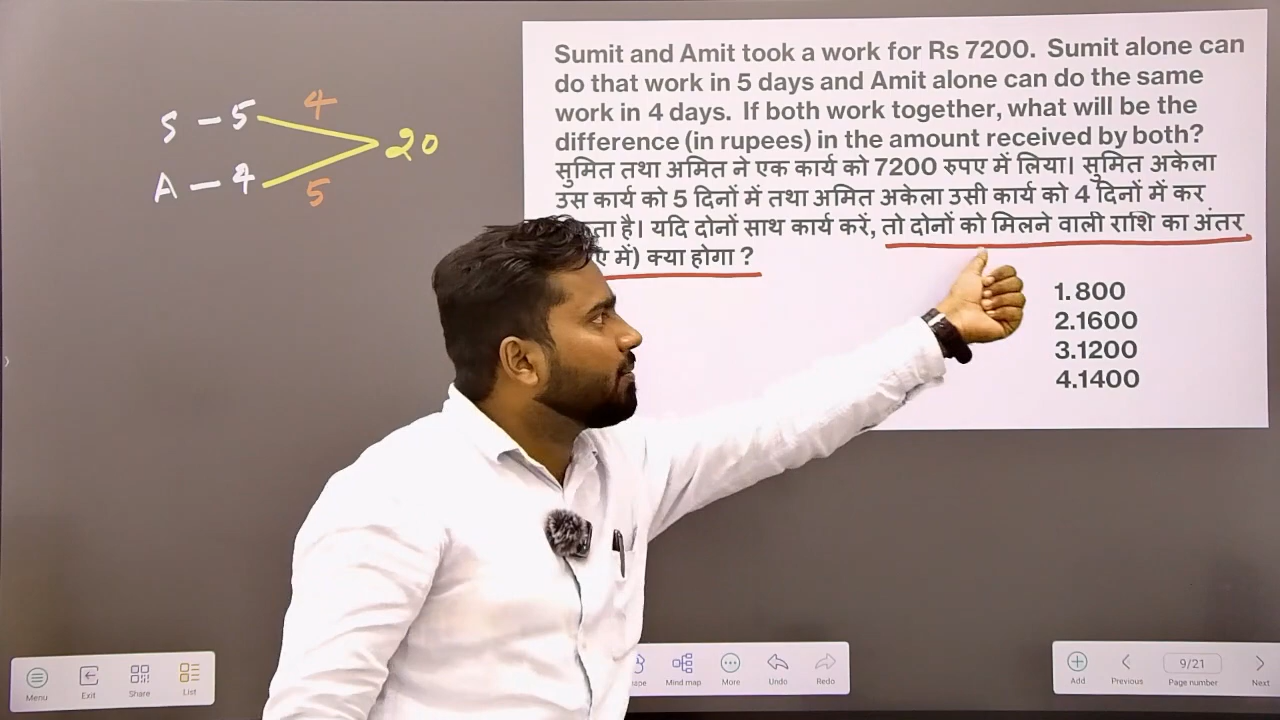 S - 5 4
A - 4 5
20
Sumit and Amit took a work for Rs 7200. Sumit alone can
do that work in 5 days and Amit alone can do the same
work in 4 days. If both work together, what will be the
difference (in rupees) in the amount received by both?
सुमित तथा अमित ने एक कार्य को 7200 रुपए में लिया। सुमित अकेला
उस कार्य को 5 दिनों में तथा अमित अकेला उसी कार्य को 4 दिनों में कर
है। यदि दोनों साथ कार्य करें, तो दोनों को मिलने वाली राशि का अंतर
में) क्या होगा ?
1. 800
2.1600
3.1200
4.1400
Menu Exit Share List
Mind map More Undo Redo
Add Previous 9/21 Page number Next